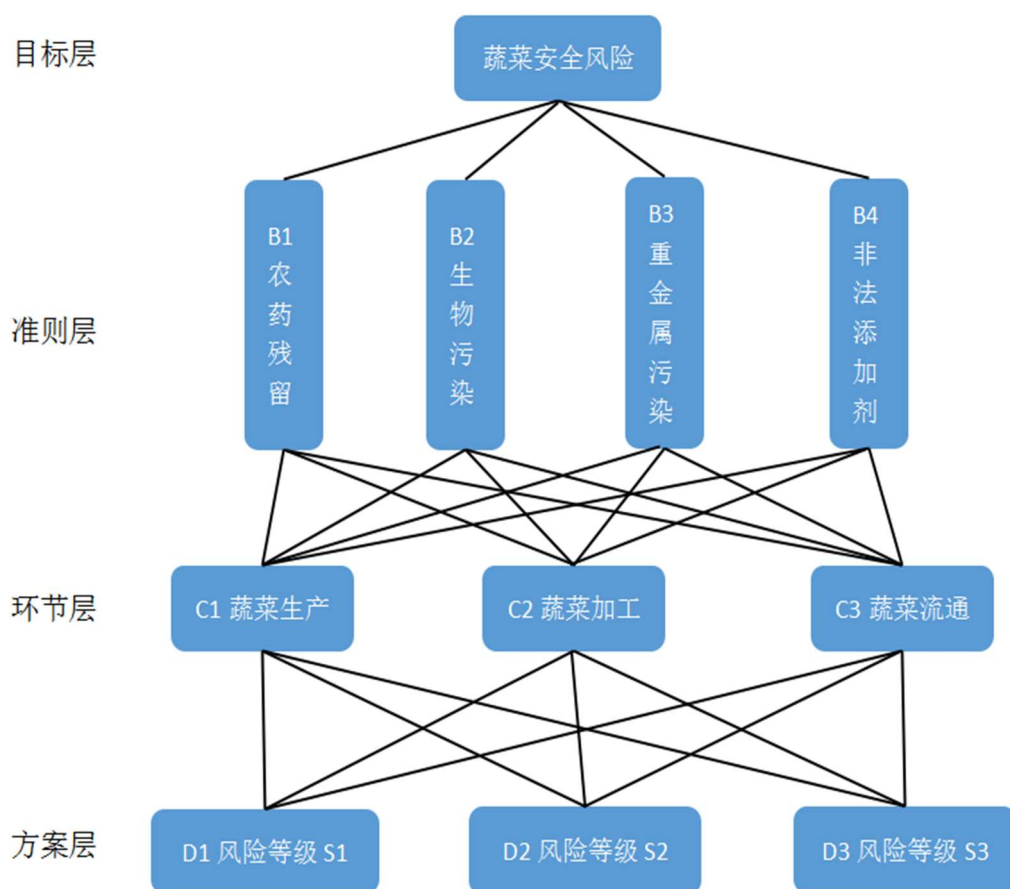 目标层
蔬菜安全风险
准则层
B1
农
药
残
留
B2
生
物
污
染
B3
重
金
属
污
染
B4
非
法
添
加
剂
环节层
C1 蔬菜生产
C2 蔬菜加工
C3 蔬菜流通
方案层
D1 风险等级 S1
D2 风险等级 S2
D3 风险等级 S3